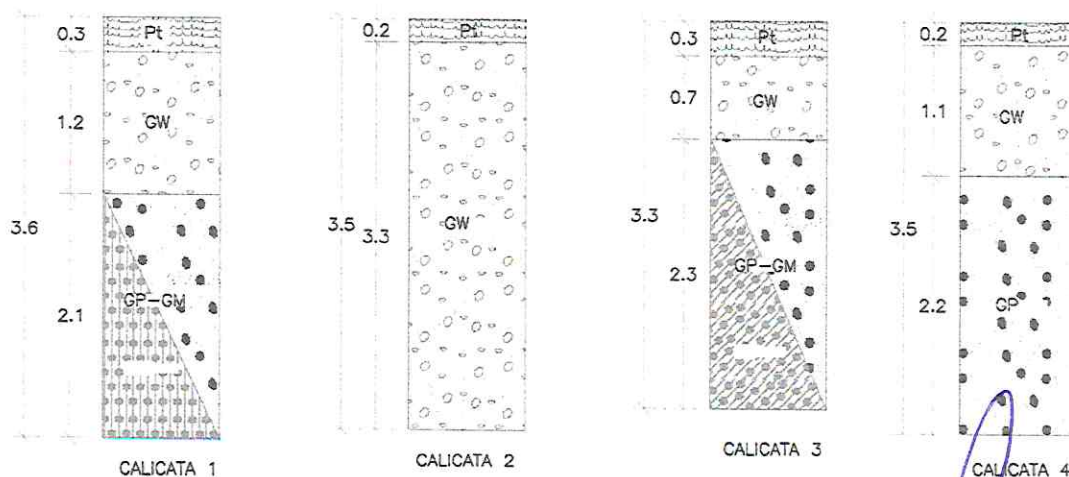 0.3 Pt
1.2 GW
3.6
2.1 GP-GM
CALICATA 1
0.2 Pt
3.5 3.3 GW
CALICATA 2
0.3 Pt
0.7 GW
3.3
2.3 GP-GM
CALICATA 3
0.2 Pt
1.1 GW
3.5
2.2 GP
CALICATA 4